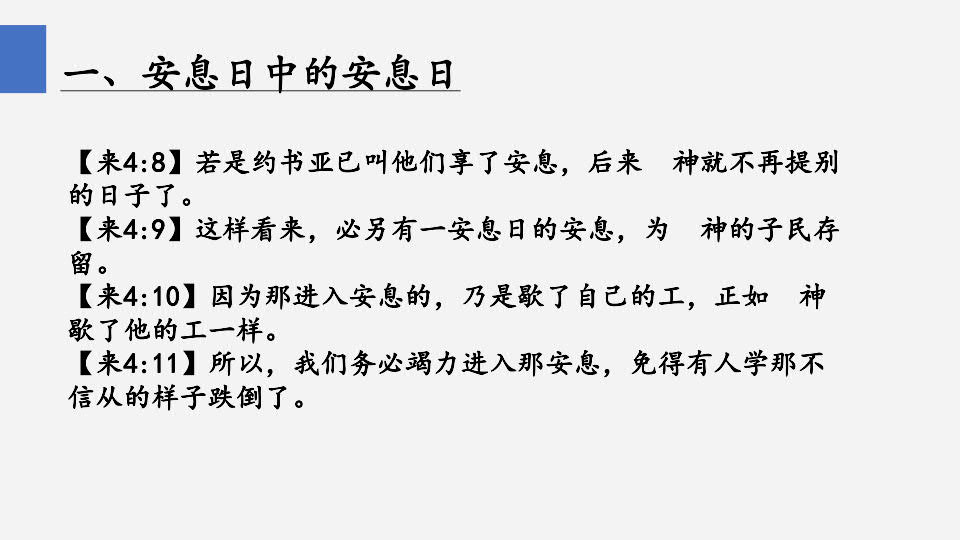 一、安息日中的安息日
【来4:8】若是约书亚已叫他们享了安息，后来　神就不再提别
的日子了。
【来4:9】这样看来，必另有一安息日的安息，为　神的子民存
留。
【来4:10】因为那进入安息的，乃是歇了自己的工，正如　神
歇了他的工一样。
【来4:11】所以，我们务必竭力进入那安息，免得有人学那不
信从的样子跌倒了。